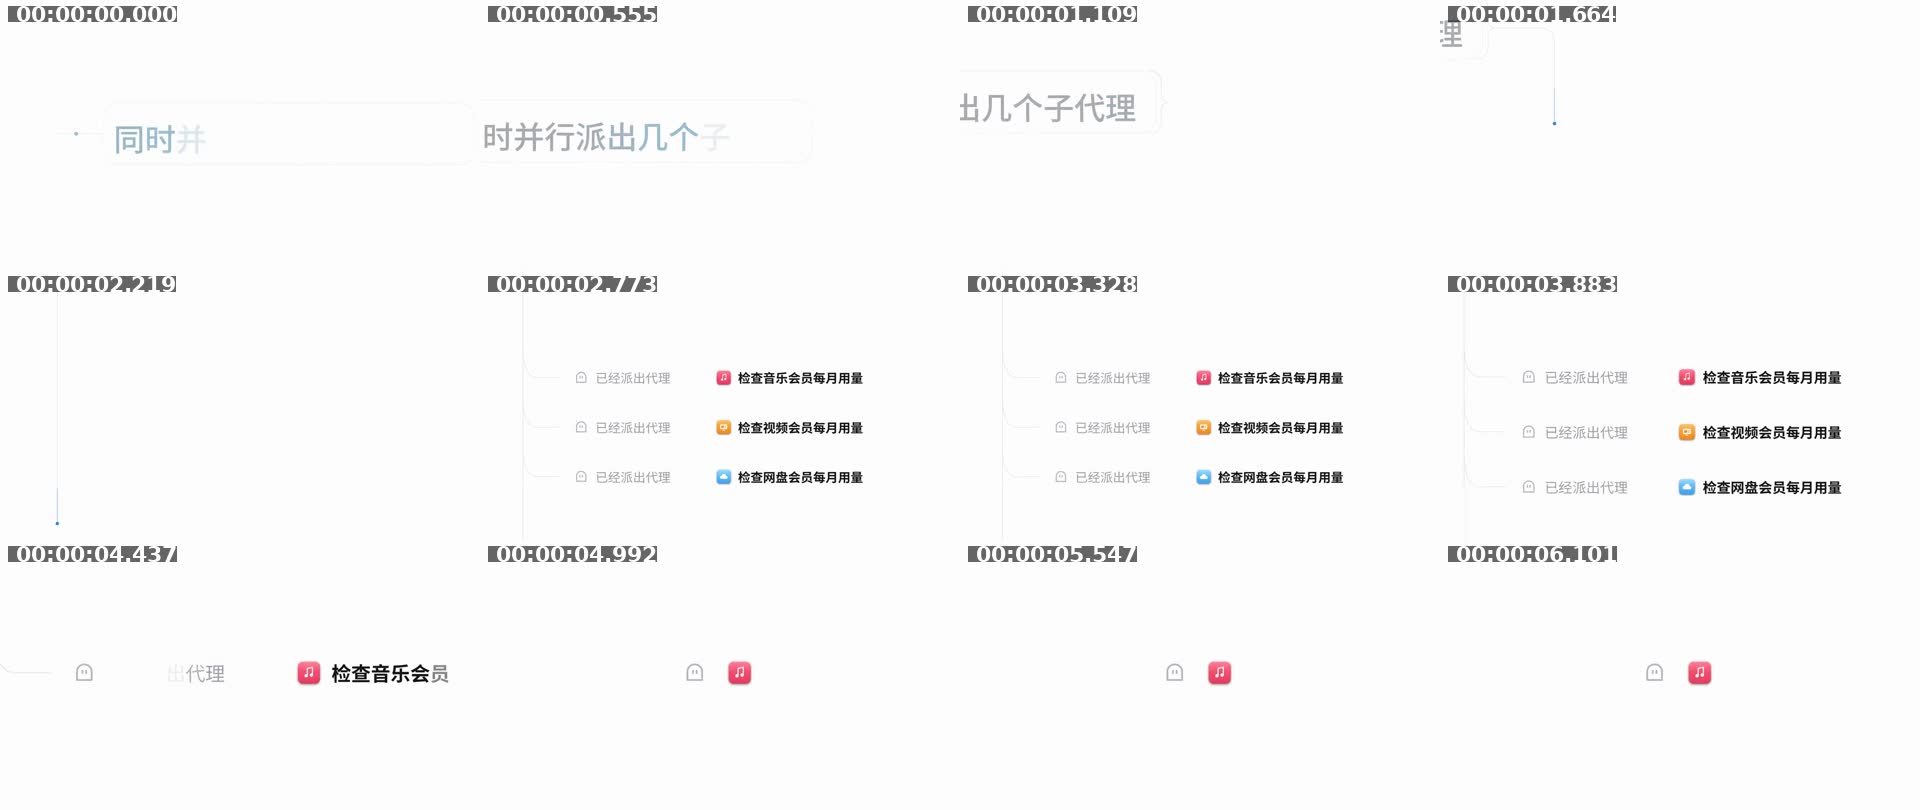 00:00:00.000
00:00:00.555
00:00:01.109
00:00:01.664
同时并
时并行派出几个子
出几个子代理
理
00:00:02.219
00:00:02.773
00:00:03.328
00:00:03.883
已经派出代理 检查音乐会员每月用量
已经派出代理 检查视频会员每月用量
已经派出代理 检查网盘会员每月用量
已经派出代理 检查音乐会员每月用量
已经派出代理 检查视频会员每月用量
已经派出代理 检查网盘会员每月用量
已经派出代理 检查音乐会员每月用量
已经派出代理 检查视频会员每月用量
已经派出代理 检查网盘会员每月用量
00:00:04.437
00:00:04.992
00:00:05.547
00:00:06.101
出代理 检查音乐会员